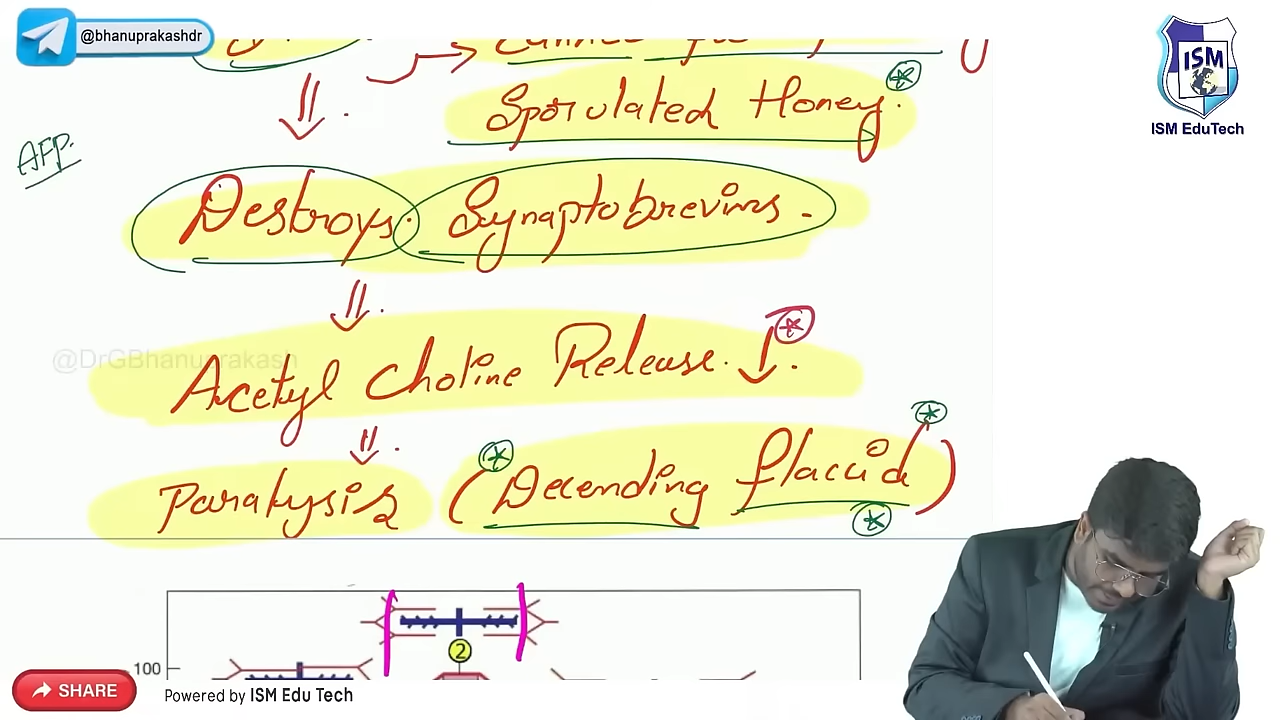 @bhanuprakashdr
ISM
ISM EduTech
Sporulated Honey.
AFP.
Destroys. Synaptobrevins.
@DrGBhanuprakash
Acetyl Choline Release. ↓.
Paralysis (Decending flaccid)
2
100
SHARE
Powered by ISM Edu Tech